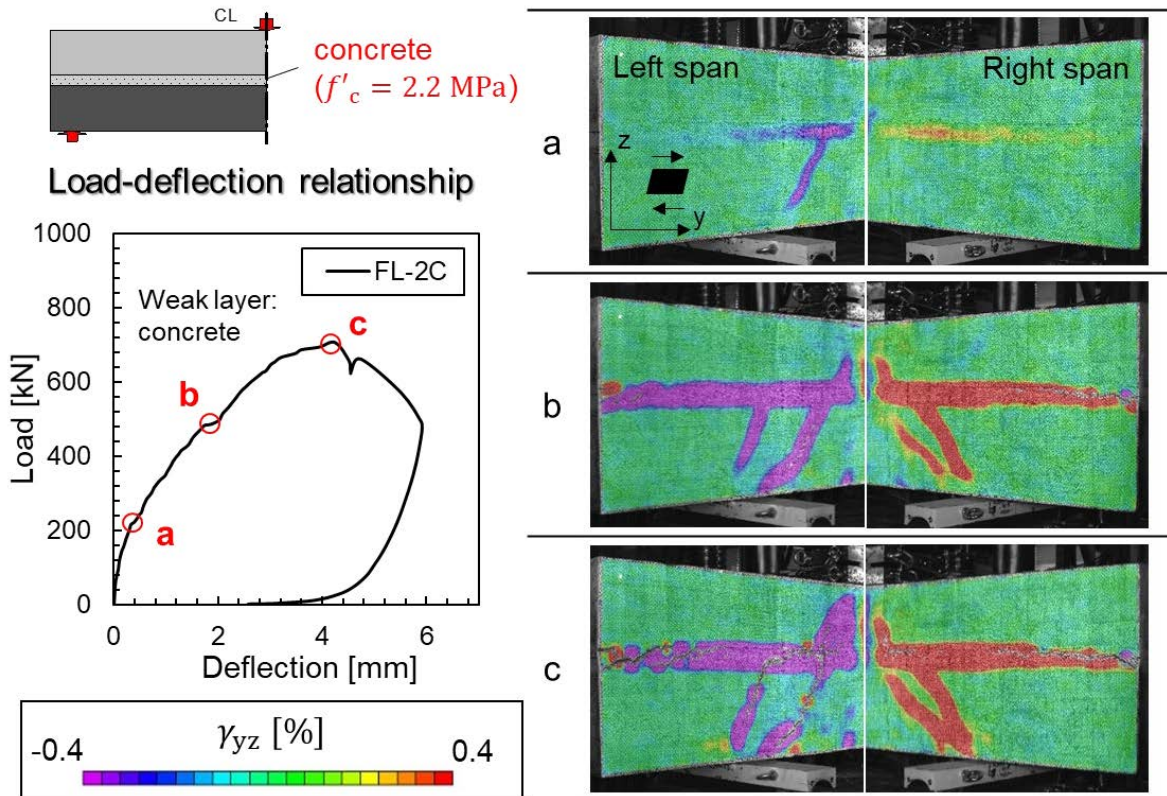 CL
concrete
(f′c = 2.2 MPa)
Load-deflection relationship
1000
800
600
400
200
0
Load [kN]
FL-2C
Weak layer:
concrete
a
b
c
0
2
4
6
Deflection [mm]
γyz [%]
-0.4
0.4
a
Left span
Right span
z
y
b
c